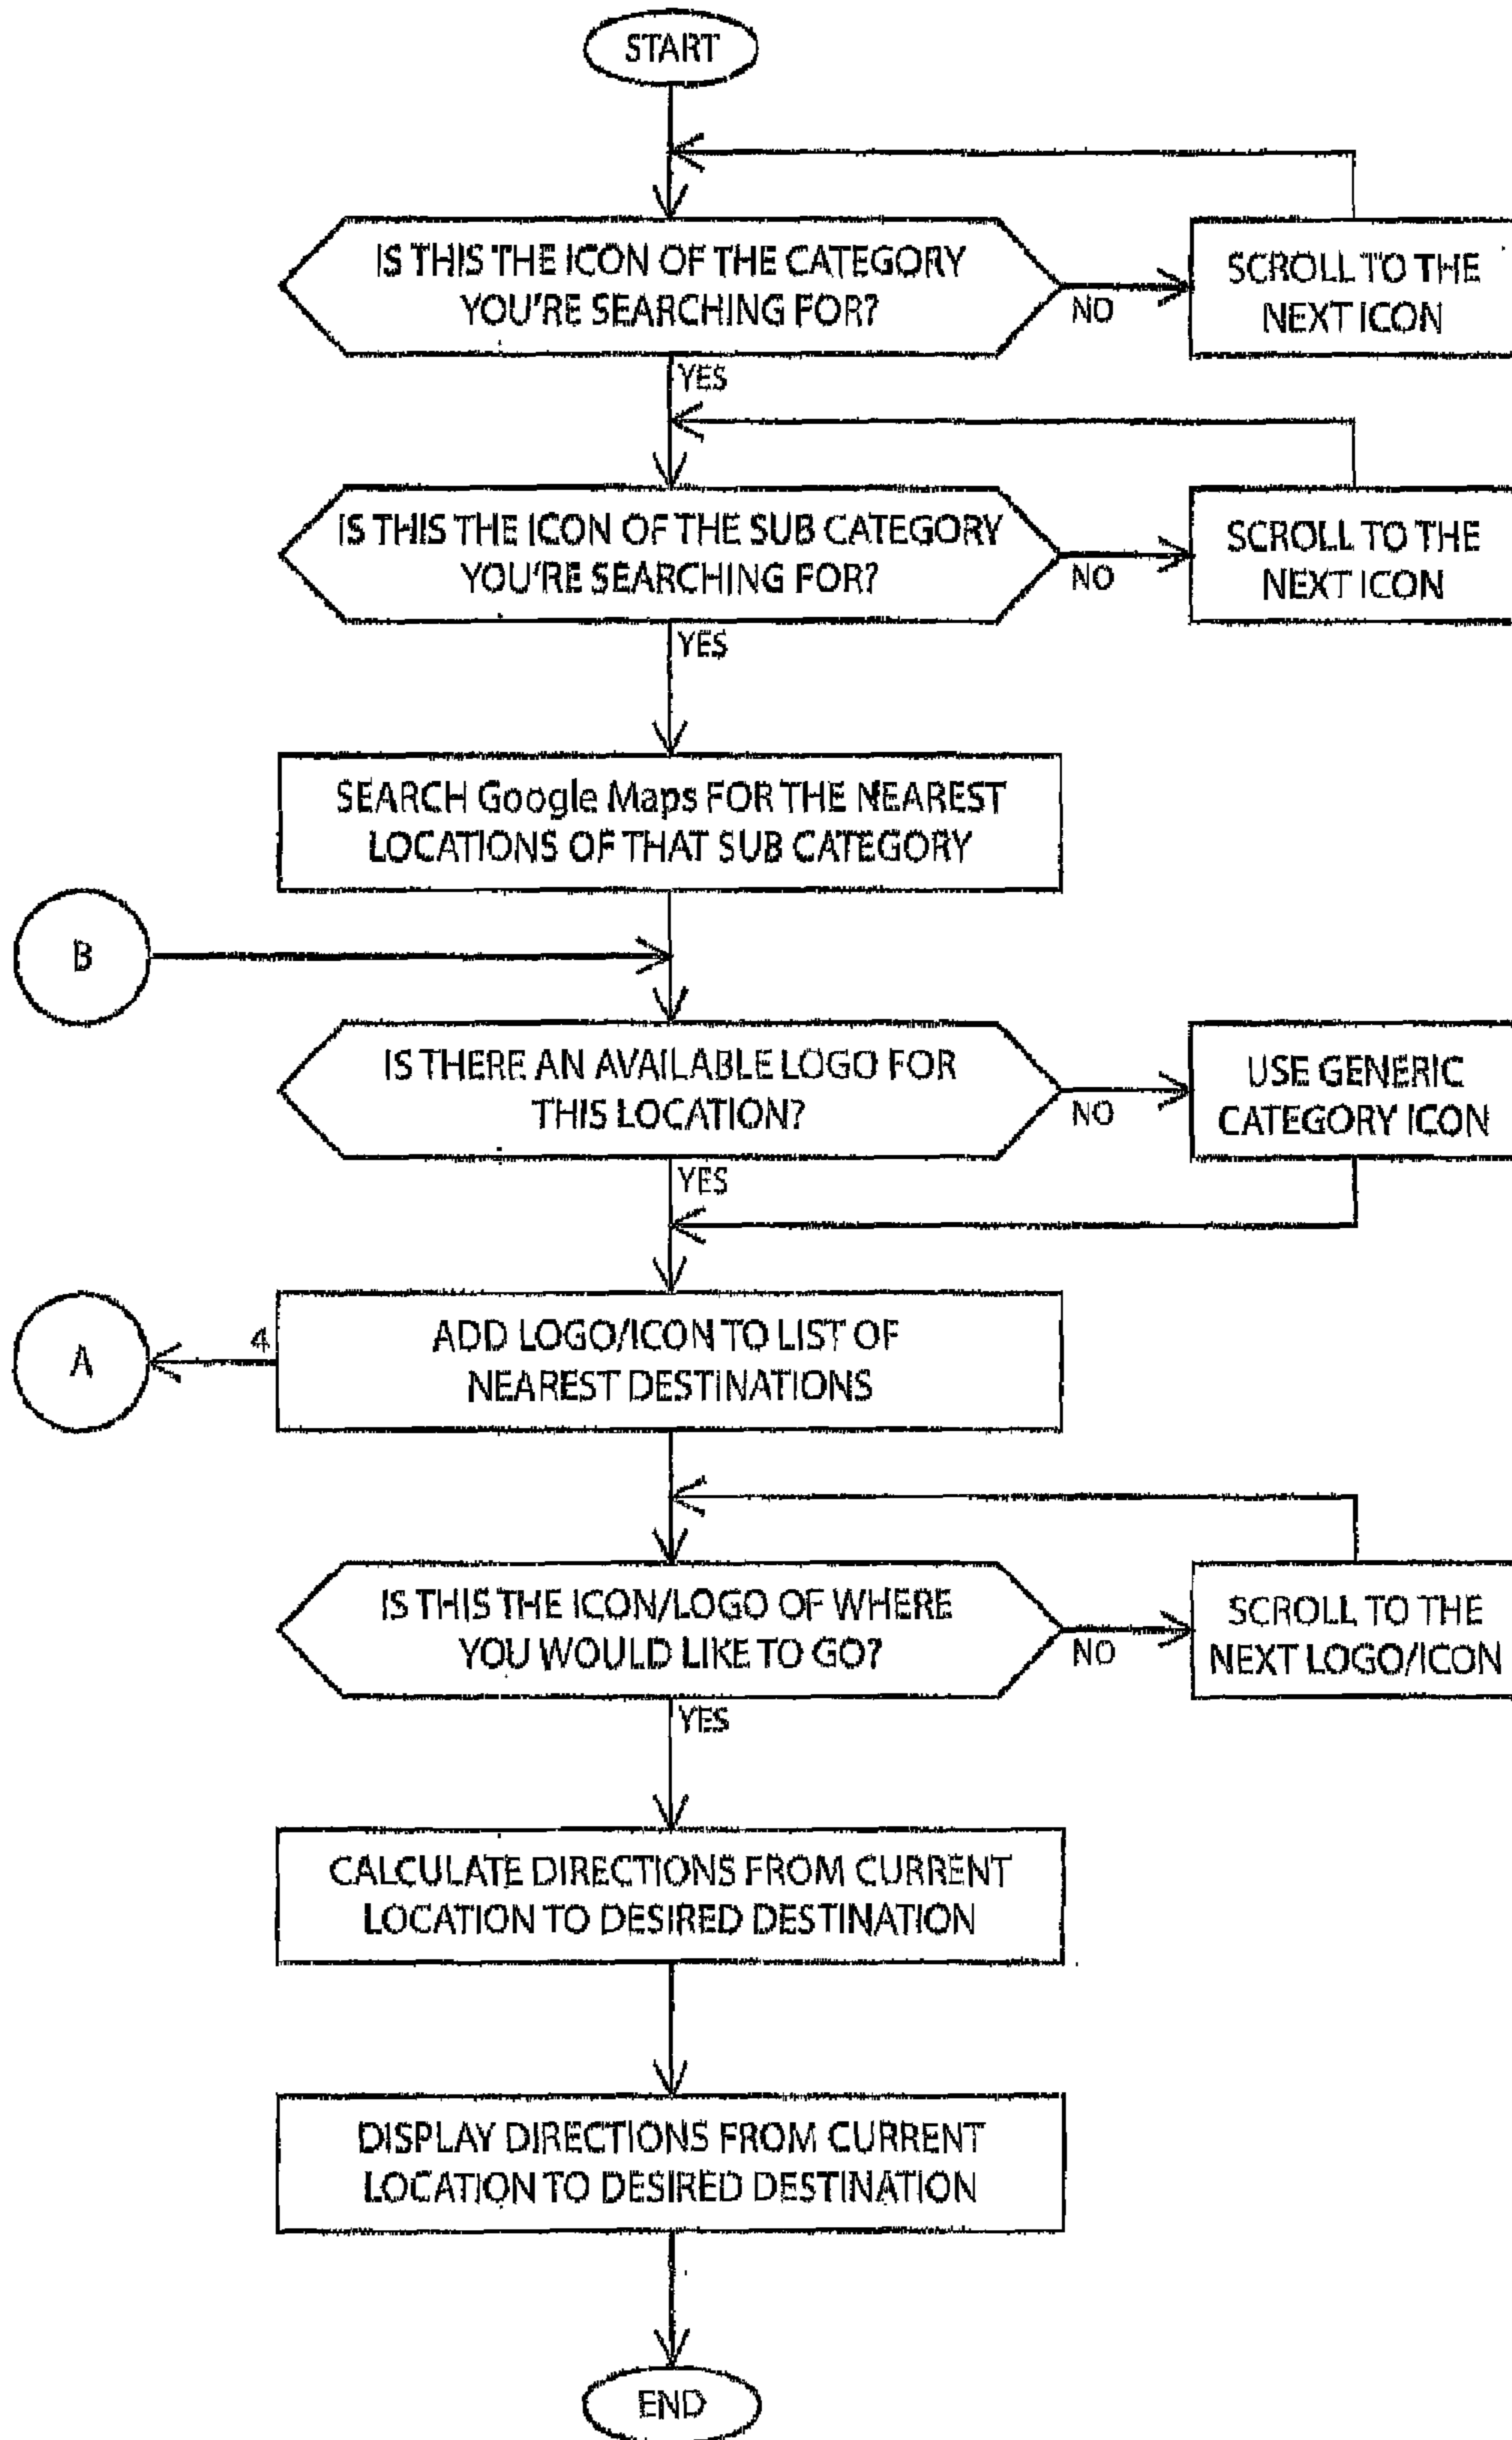 START
IS THIS THE ICON OF THE CATEGORY
YOU'RE SEARCHING FOR?
NO
SCROLL TO THE
NEXT ICON
YES
IS THIS THE ICON OF THE SUB CATEGORY
YOU'RE SEARCHING FOR?
NO
SCROLL TO THE
NEXT ICON
YES
SEARCH Google Maps FOR THE NEAREST
LOCATIONS OF THAT SUB CATEGORY
B
IS THERE AN AVAILABLE LOGO FOR
THIS LOCATION?
NO
USE GENERIC
CATEGORY ICON
YES
A
4
ADD LOGO/ICON TO LIST OF
NEAREST DESTINATIONS
IS THIS THE ICON/LOGO OF WHERE
YOU WOULD LIKE TO GO?
NO
SCROLL TO THE
NEXT LOGO/ICON
YES
CALCULATE DIRECTIONS FROM CURRENT
LOCATION TO DESIRED DESTINATION
DISPLAY DIRECTIONS FROM CURRENT
LOCATION TO DESIRED DESTINATION
END